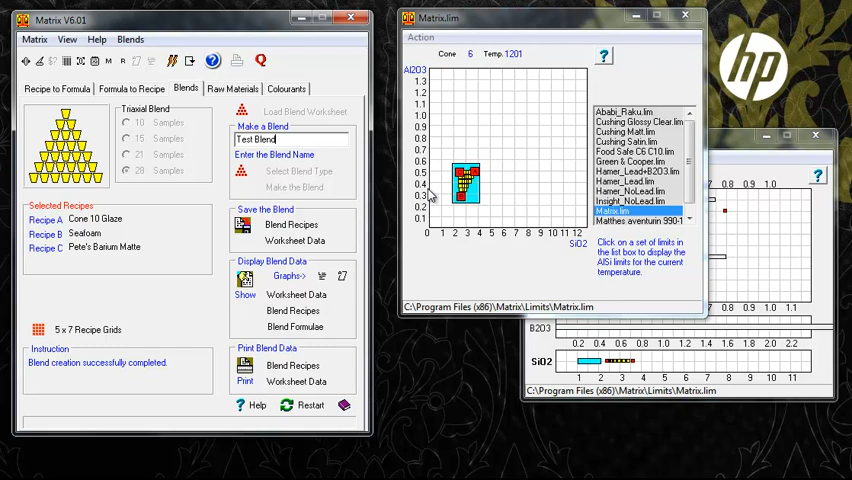 Matrix V6.01
Matrix View Help Blends
M R
Q
Recipe to Formula Formula to Recipe Blends Raw Materials Colourants
Triaxial Blend
10 Samples
15 Samples
21 Samples
28 Samples
Load Blend Worksheet
Make a Blend
Test Blend
Enter the Blend Name
Select Blend Type
Make the Blend
Selected Recipes
Recipe A Cone 10 Glaze
Recipe B Seafoam
Recipe C Pete's Barium Matte
Save the Blend
Blend Recipes
Worksheet Data
Display Blend Data
Graphs->
Show Worksheet Data
Blend Recipes
Blend Formulae
5 x 7 Recipe Grids
Instruction
Blend creation successfully completed.
Print Blend Data
Blend Recipes
Print Worksheet Data
Help Restart
Matrix.lim
Action
Cone 6 Temp. 1201
Al2O3
1.3
1.2
1.1
1.0
0.9
0.8
0.7
0.6
0.5
0.4
0.3
0.2
0.1
0 1 2 3 4 5 6 7 8 9 10 11 12
SiO2
Ababi_Raku.lim
Cushing Glossy Clear.lim
Cushing Matt.lim
Cushing Satin.lim
Food Safe C6 C10.lim
Green & Cooper.lim
Hamer_Lead+B2O3.lim
Hamer_Lead.lim
Hamer_NoLead.lim
Insight_NoLead.lim
Matrix.lim
Matthes aventurin 990-1
Click on a set of limits in
the list box to display the
AlSi limits for the current
temperature.
C:\Program Files (x86)\Matrix\Limits\Matrix.lim
hp
0.8 0.9 1.0
0.8 0.9 1.0 1.1
B2O3
0.2 0.4 0.6 0.8 1.0 1.2 1.4 1.6 1.8 2.0 2.2
SiO2
1 2 3 4 5 6 7 8 9 10 11
C:\Program Files (x86)\Matrix\Limits\Matrix.lim